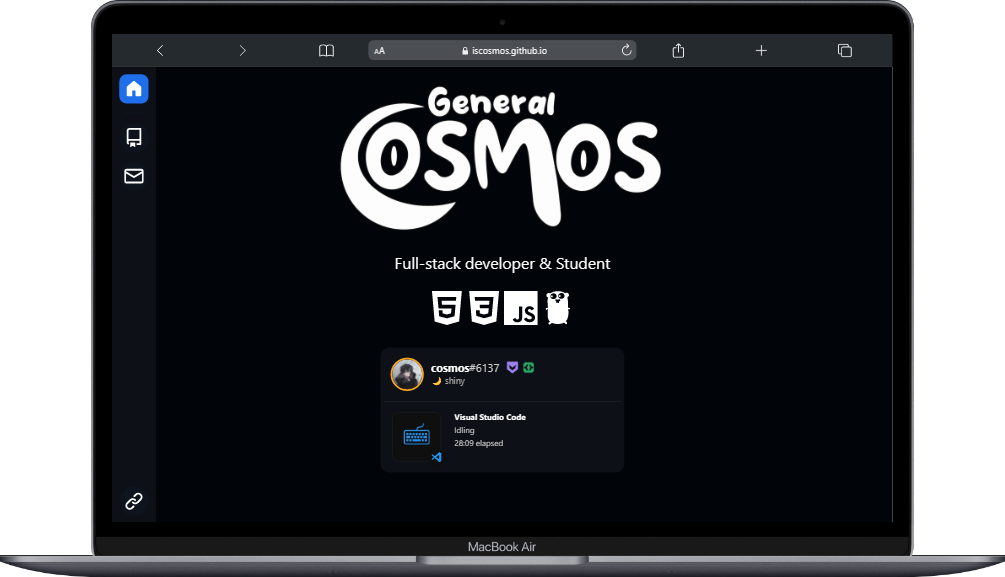 AA iscosmos.github.io
General
COSMOS
Full-stack developer & Student
5 3 JS
cosmos#6137
🌙 shiny
Visual Studio Code
Idling
28:09 elapsed
MacBook Air